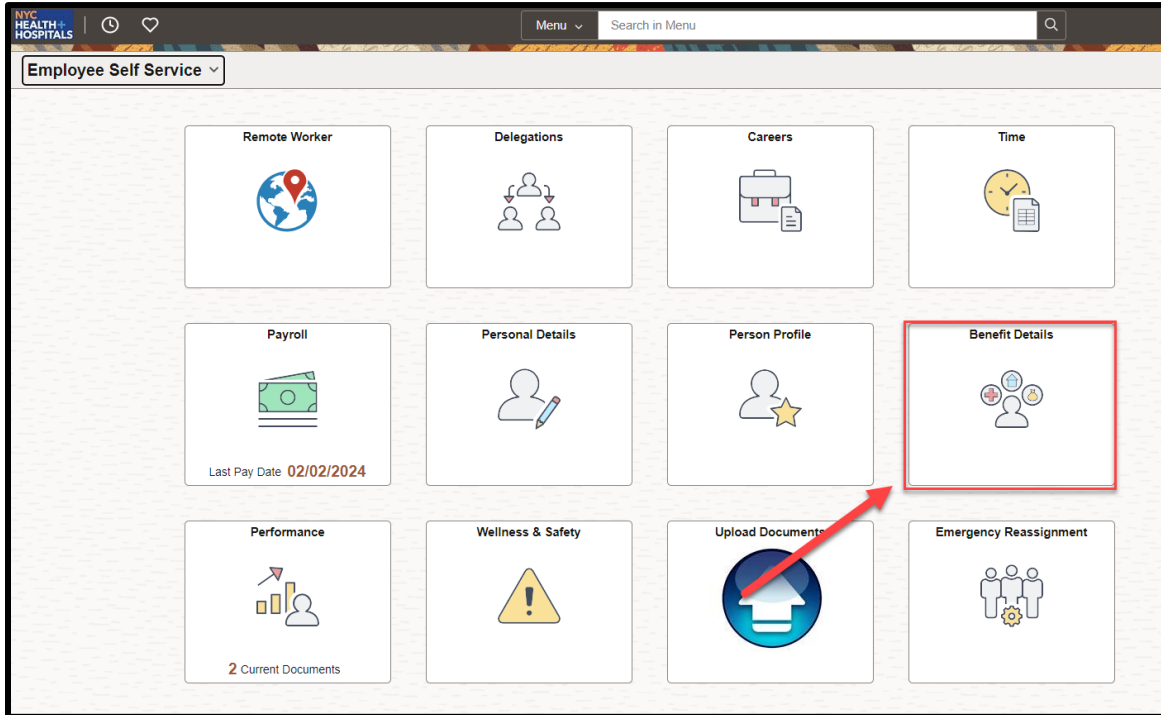 NYC
HEALTH+
HOSPITALS
Menu
Search in Menu
Employee Self Service
Remote Worker
Delegations
Careers
Time
Payroll
Last Pay Date 02/02/2024
Personal Details
Person Profile
Benefit Details
Performance
2 Current Documents
Wellness & Safety
Upload Documents
Emergency Reassignment